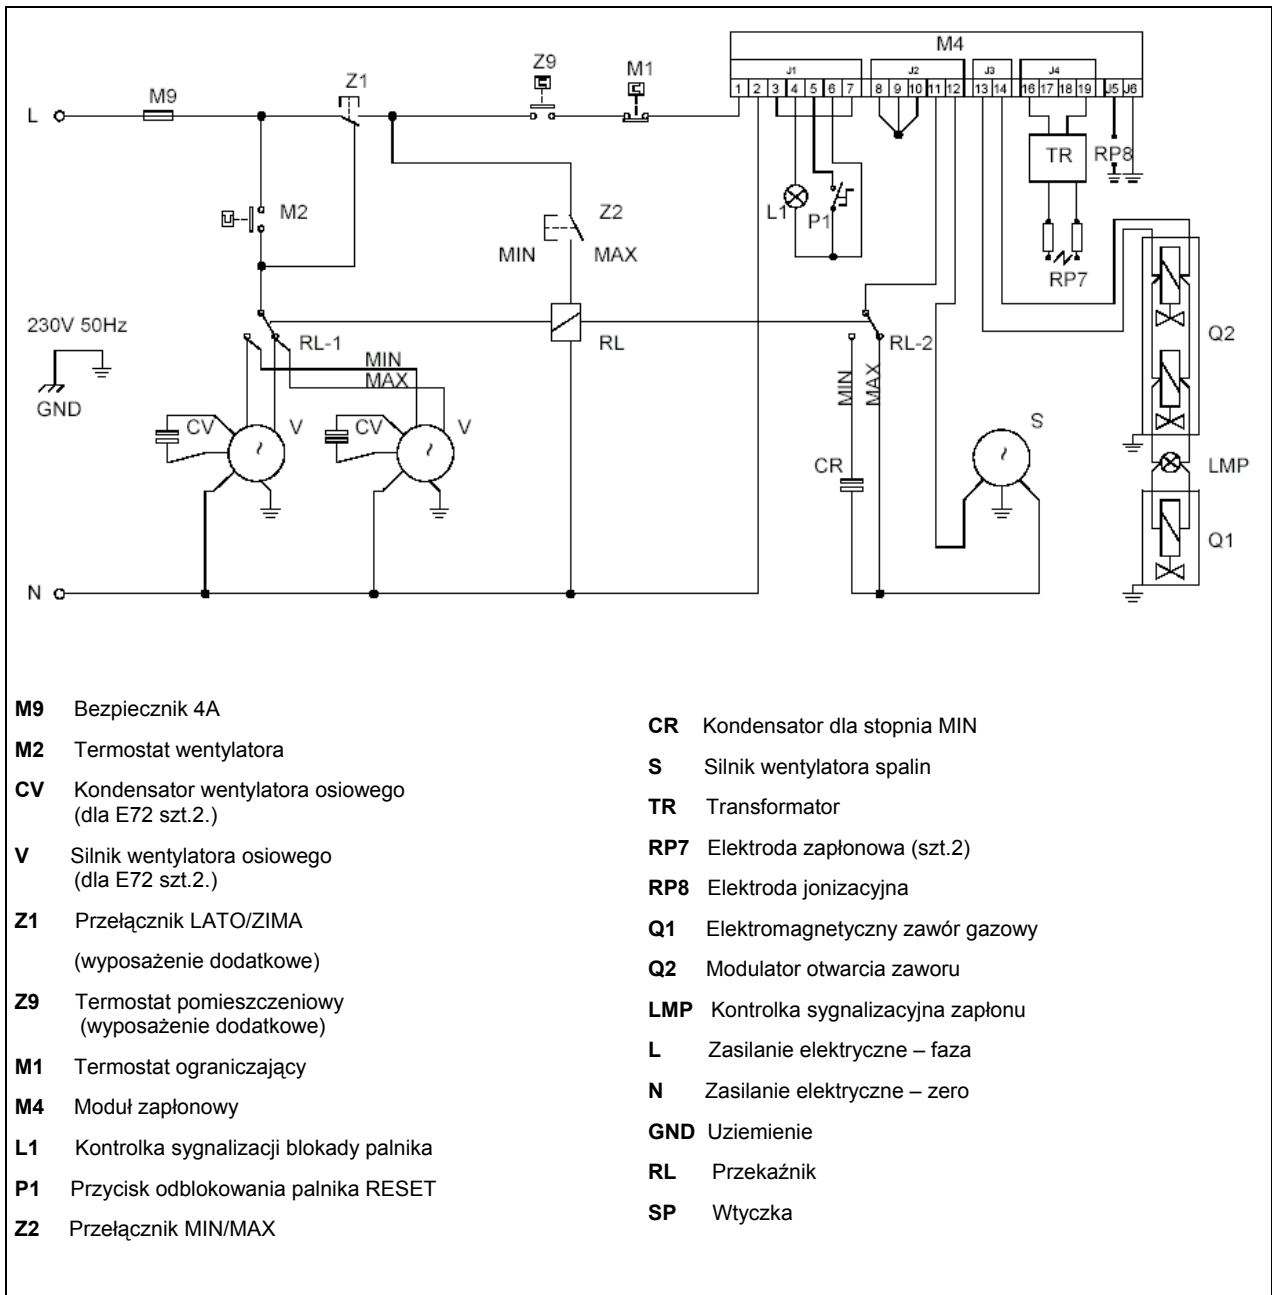 M4
J1 J2 J3 J4
1 2 3 4 5 6 7 8 9 10 11 12 13 14 16 17 18 19 J5 J6
Z9
M1
Z1
M9
L
TR
RP8
M2
L1
P1
Z2
MIN MAX
RP7
230V 50Hz
RL-1
RL
RL-2
Q2
MIN
MAX
MIN
MAX
GND
CV V
CV V
S
CR
LMP
Q1
N
M9 Bezpiecznik 4A
M2 Termostat wentylatora
CV Kondensator wentylatora osiowego
(dla E72 szt.2.)
V Silnik wentylatora osiowego
(dla E72 szt.2.)
Z1 Przełącznik LATO/ZIMA
(wyposażenie dodatkowe)
Z9 Termostat pomieszczeniowy
(wyposażenie dodatkowe)
M1 Termostat ograniczający
M4 Moduł zapłonowy
L1 Kontrolka sygnalizacji blokady palnika
P1 Przycisk odblokowania palnika RESET
Z2 Przełącznik MIN/MAX
CR Kondensator dla stopnia MIN
S Silnik wentylatora spalin
TR Transformator
RP7 Elektroda zapłonowa (szt.2)
RP8 Elektroda jonizacyjna
Q1 Elektromagnetyczny zawór gazowy
Q2 Modulator otwarcia zaworu
LMP Kontrolka sygnalizacyjna zapłonu
L Zasilanie elektryczne – faza
N Zasilanie elektryczne – zero
GND Uziemienie
RL Przekaźnik
SP Wtyczka